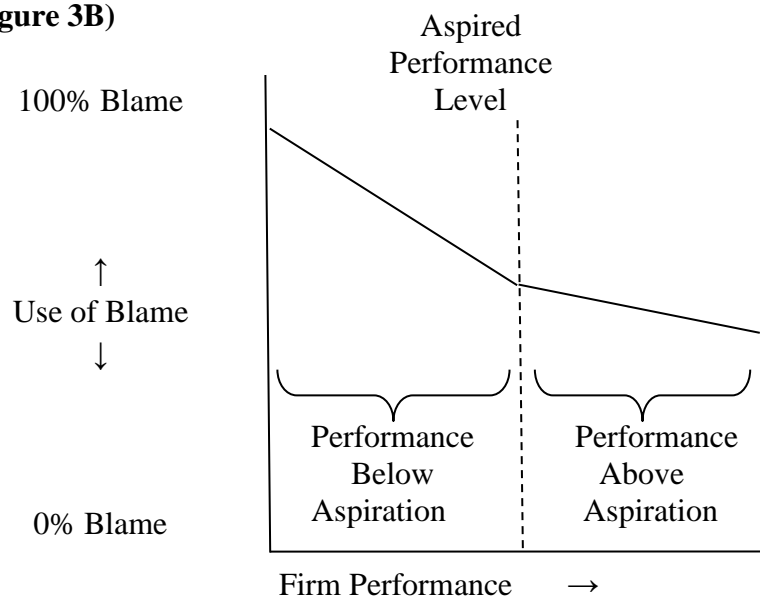 gure 3B)
Aspired
Performance
Level
100% Blame
↑
Use of Blame
↓
Performance
Below
Aspiration
Performance
Above
Aspiration
0% Blame
Firm Performance →